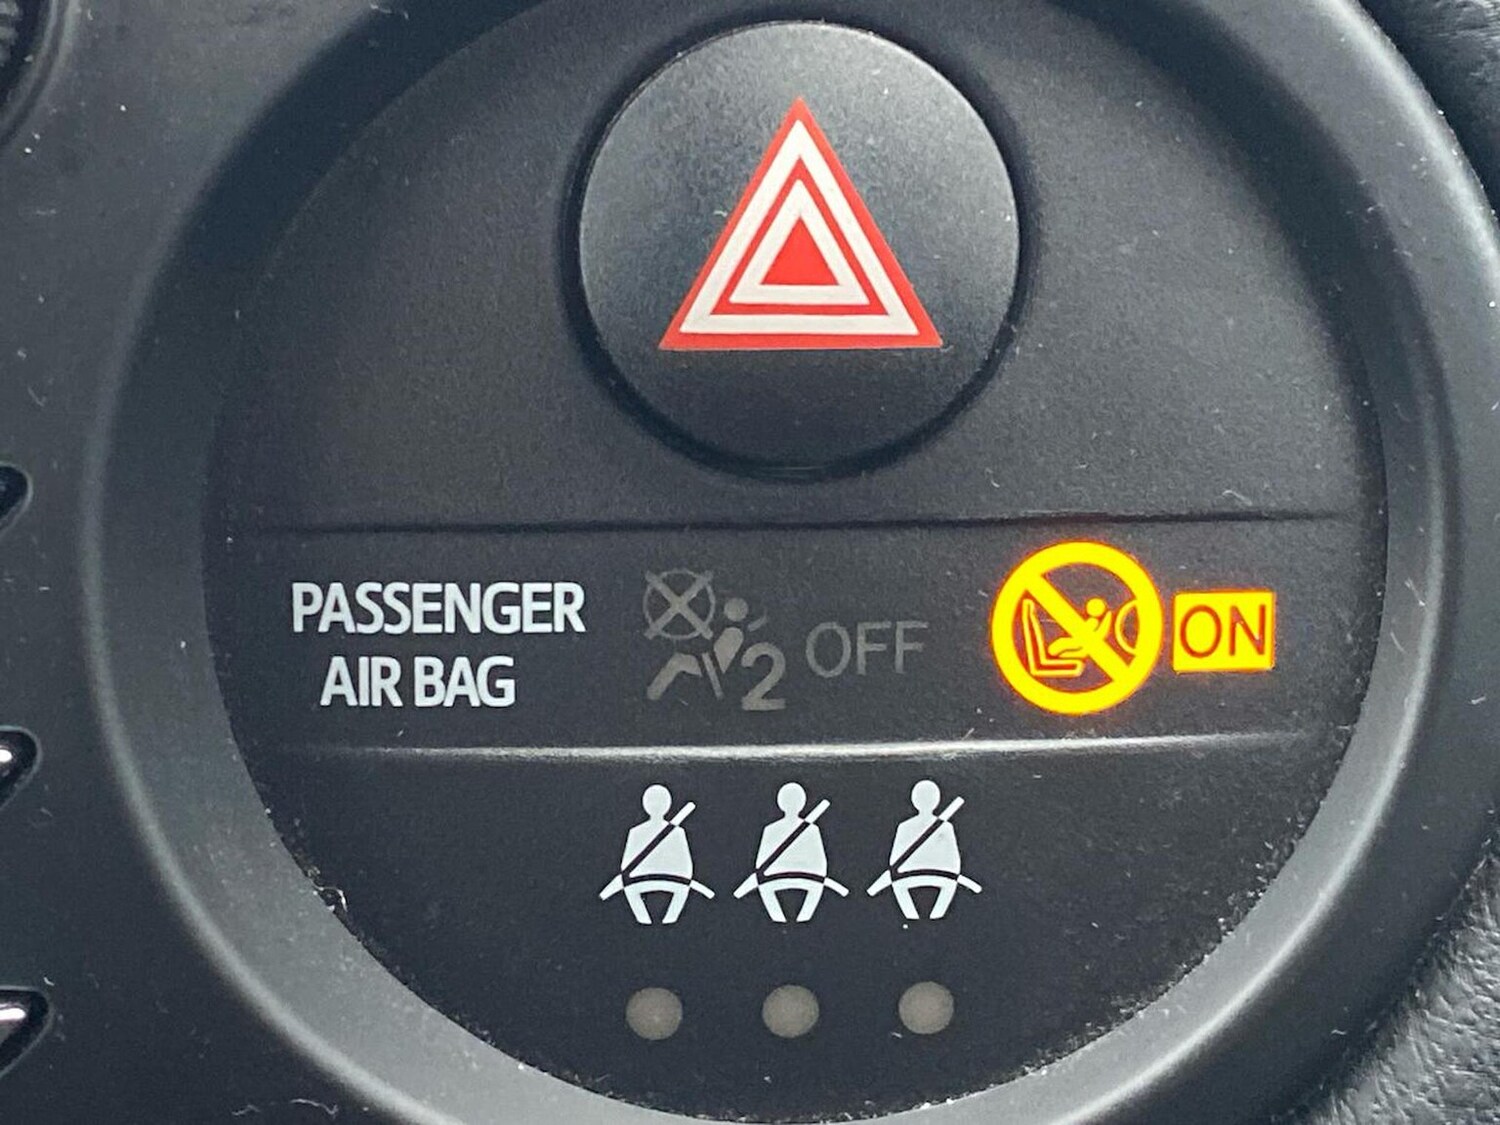 PASSENGER
AIR BAG
2 OFF
ON